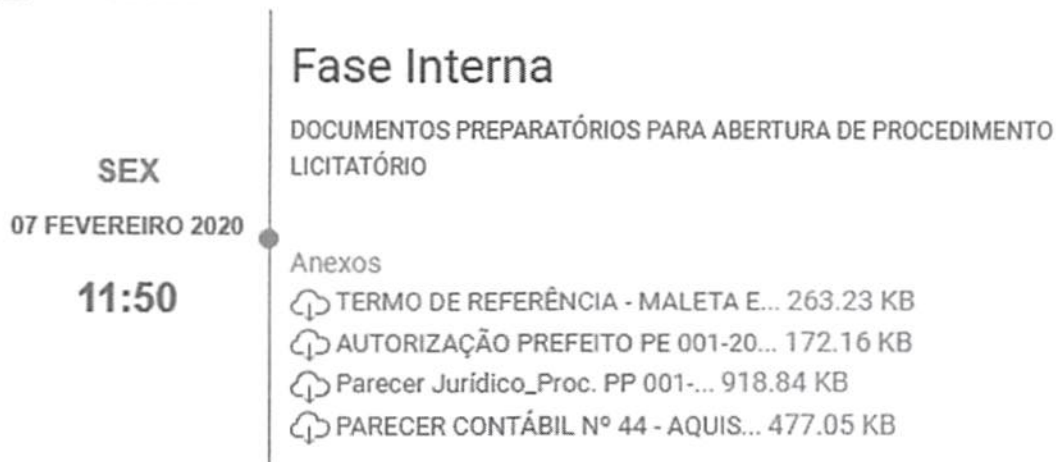 Fase Interna
DOCUMENTOS PREPARATÓRIOS PARA ABERTURA DE PROCEDIMENTO
LICITATÓRIO
SEX
07 FEVEREIRO 2020
11:50
Anexos
TERMO DE REFERÊNCIA - MALETA E... 263.23 KB
AUTORIZAÇÃO PREFEITO PE 001-20... 172.16 KB
Parecer Jurídico_Proc. PP 001-... 918.84 KB
PARECER CONTÁBIL Nº 44 - AQUIS... 477.05 KB